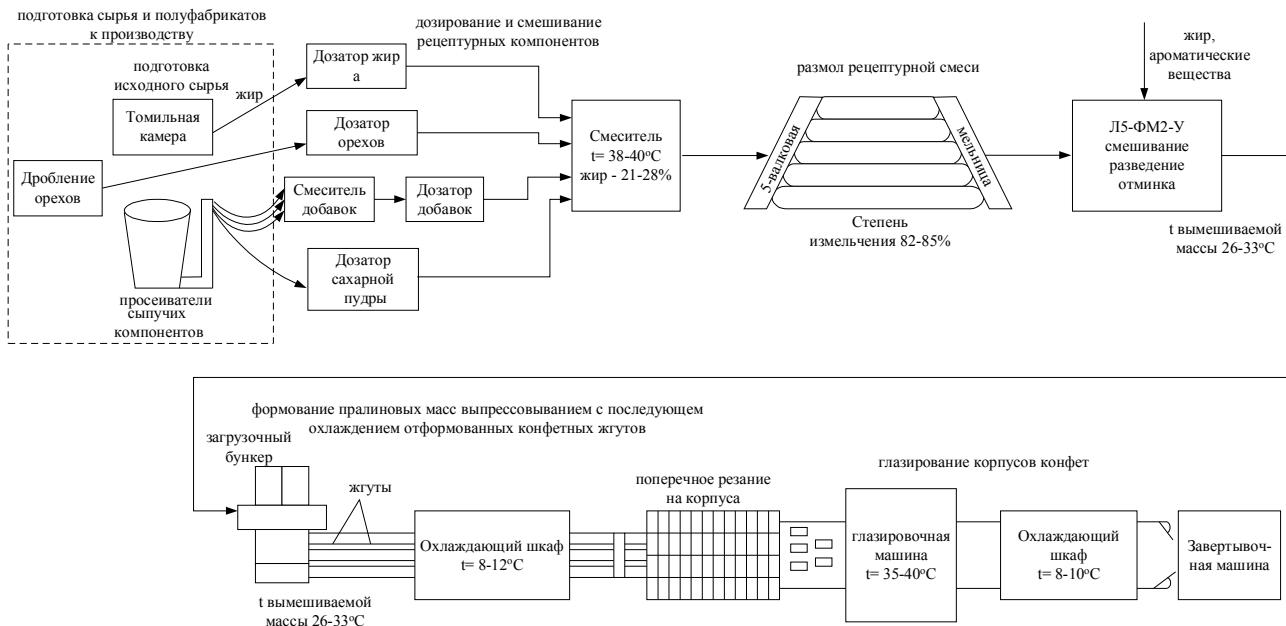 подготовка сырья и полуфабрикатов
к производству
подготовка
исходного сырья
Томильная
камера
жир
Дробление
орехов
просеиватели
сыпучих
компонентов
дозирование и смешивание
рецептурных компонентов
Дозатор жир
а
Дозатор
орехов
Смеситель
добавок
Дозатор
добавок
Дозатор
сахарной
пудры
Смеситель
t= 38-40°C
жир - 21-28%
размол рецептурной смеси
5-валковая
мельница
Степень
измельчения 82-85%
жир,
ароматические
вещества
Л5-ФМ2-У
смешивание
разведение
отминка
t вымешиваемой
массы 26-33°C
формование пралиновых масс выпрессовыванием с последующем
охлаждением отформованных конфетных жгутов
загрузочный
бункер
жгуты
t вымешиваемой
массы 26-33°C
Охлаждающий шкаф
t= 8-12°C
поперечное резание
на корпуса
глазирование корпусов конфет
глазировочная
машина
t= 35-40°C
Охлаждающий
шкаф
t= 8-10°C
Завертывоч-
ная машина